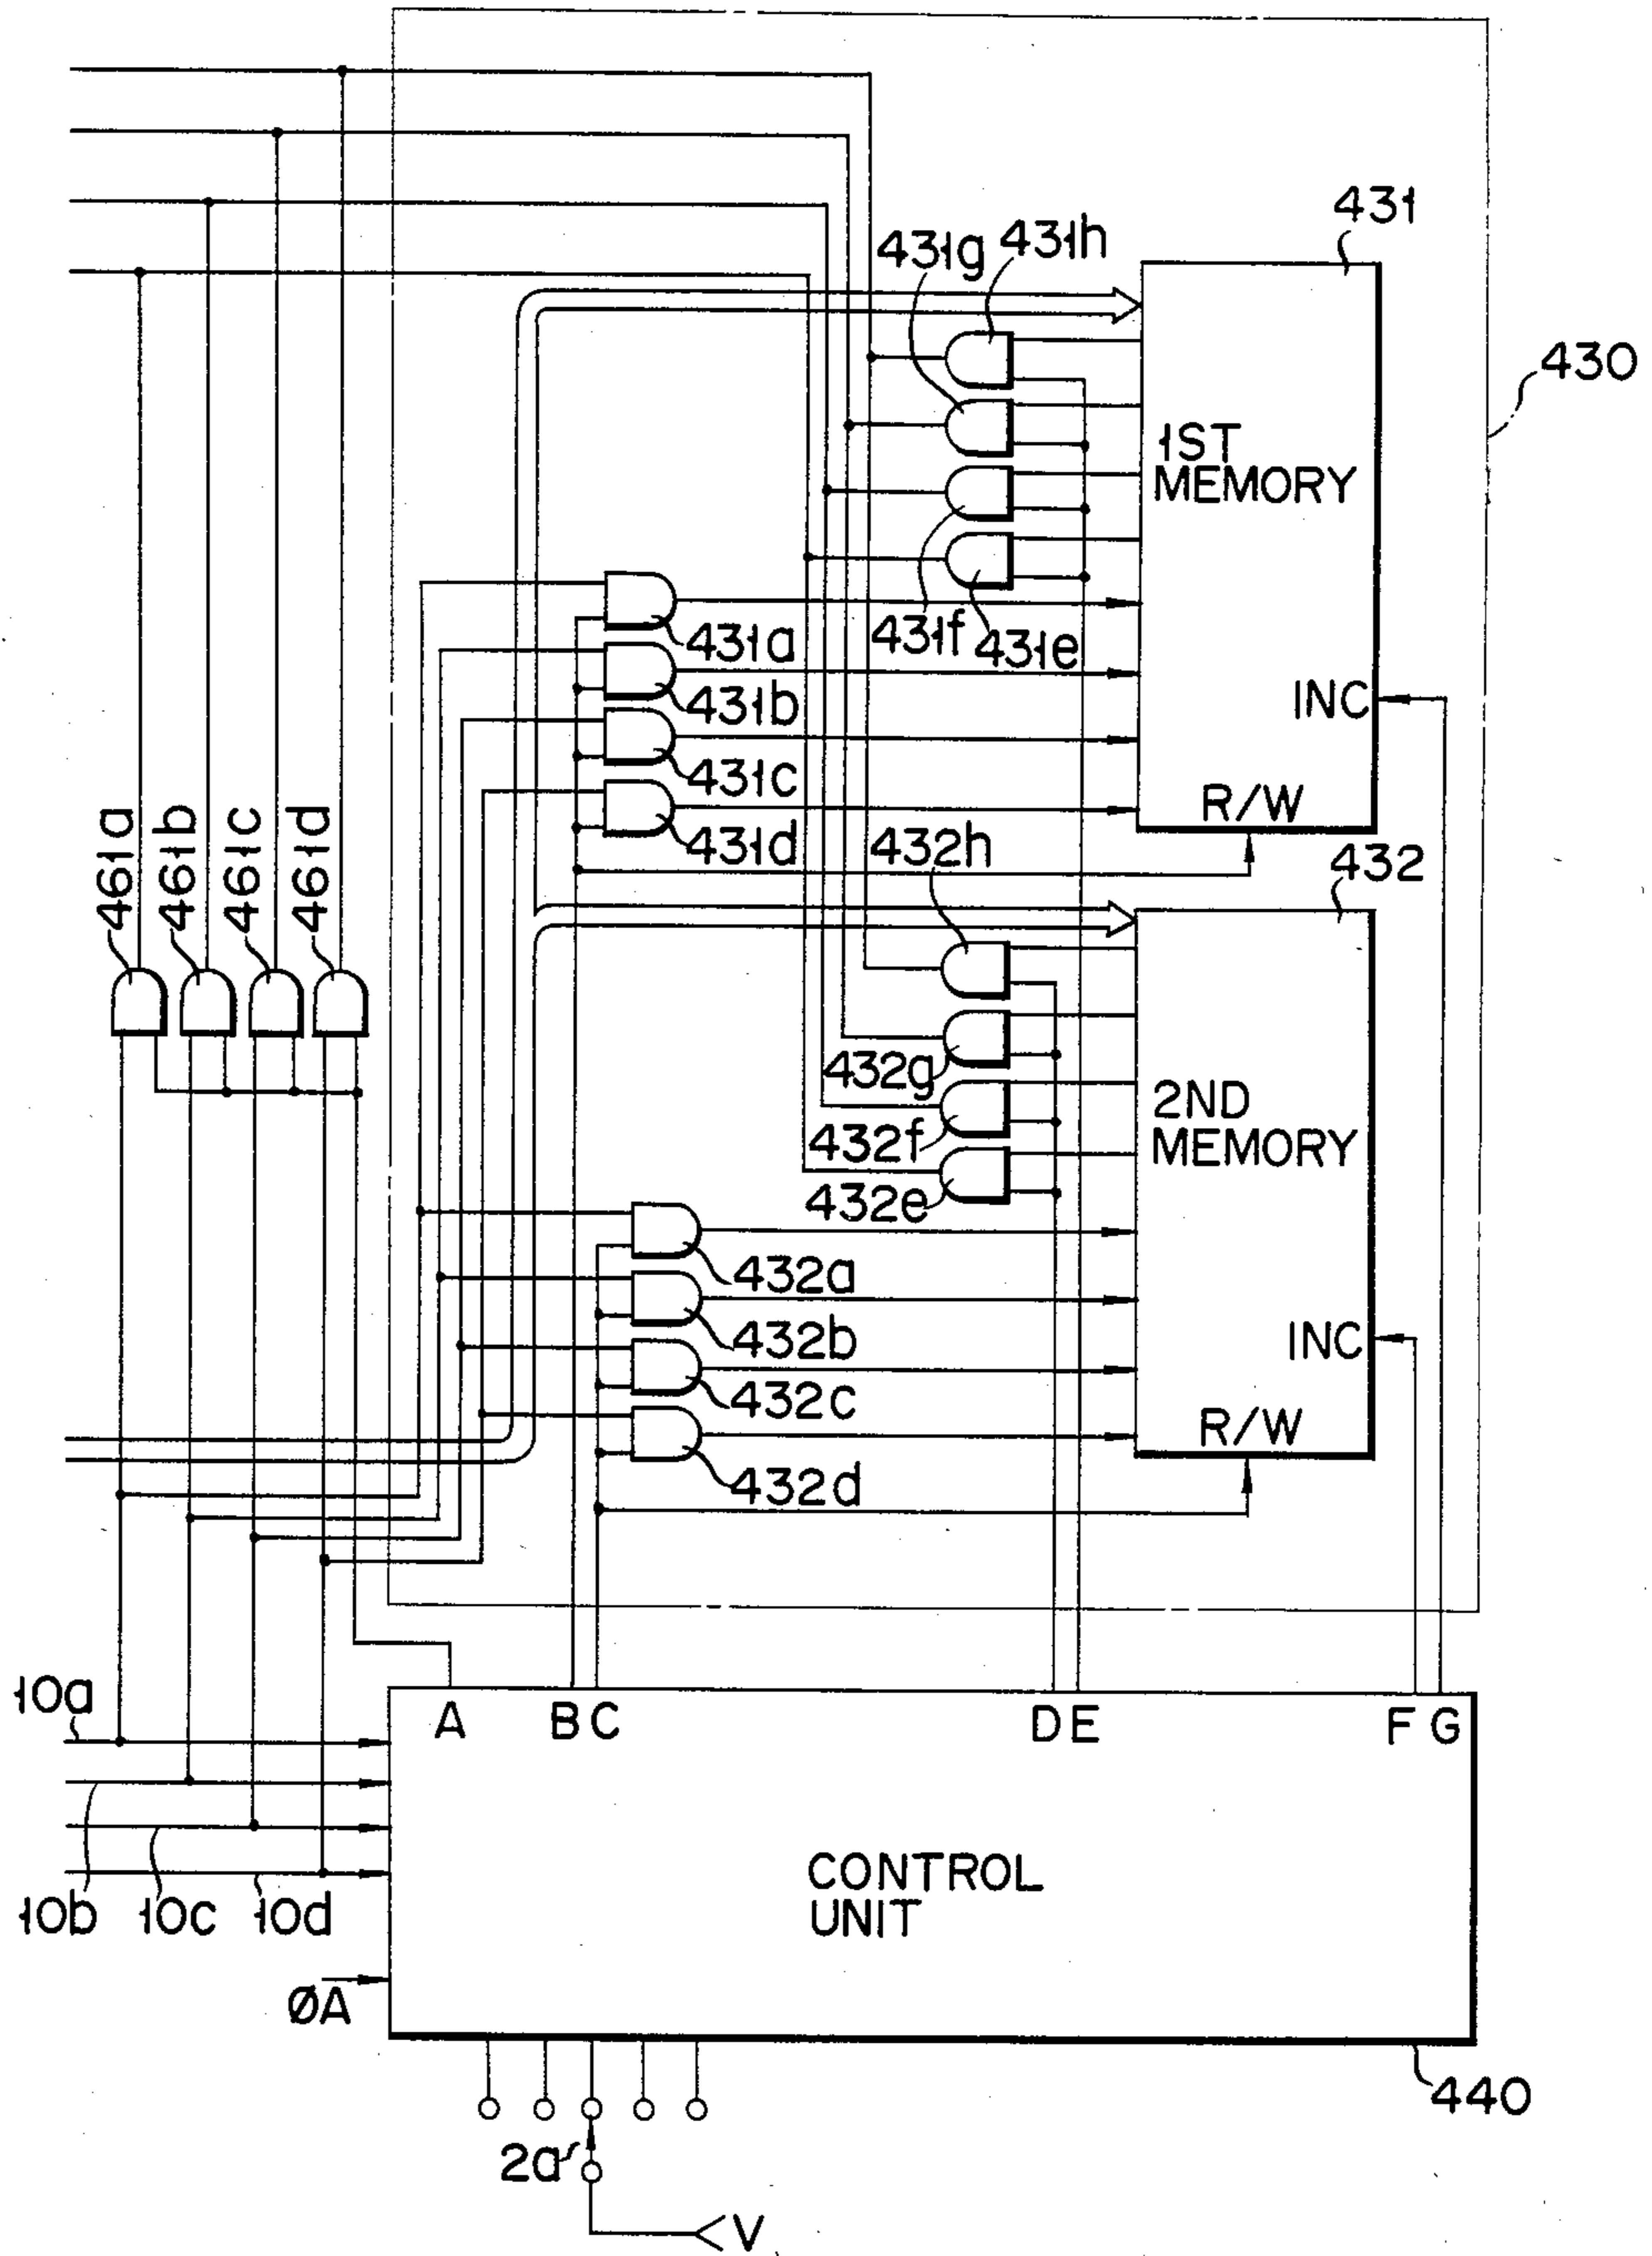 431
431h
431g
430
1ST
MEMORY
431f
431e
431a
431b
INC
431c
R/W
431d
461a
461b
461c
461d
432h
432
432g
2ND
MEMORY
432f
432e
432a
432b
INC
432c
R/W
432d
10a
A
B
C
D
E
F
G
10b
10c
10d
CONTROL
UNIT
ØA
440
2a
V